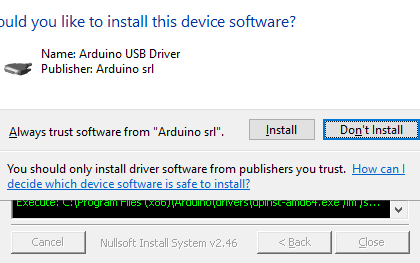 ould you like to install this device software?
Name: Arduino USB Driver
Publisher: Arduino srl
Always trust software from "Arduino srl".
Install
Don't Install
You should only install driver software from publishers you trust. How can I
decide which device software is safe to install?
Execute: C:\Program Files (x86)\Arduino\drivers\dpinst-amd64.exe /lm /s...
Cancel
Nullsoft Install System v2.46
< Back
Close